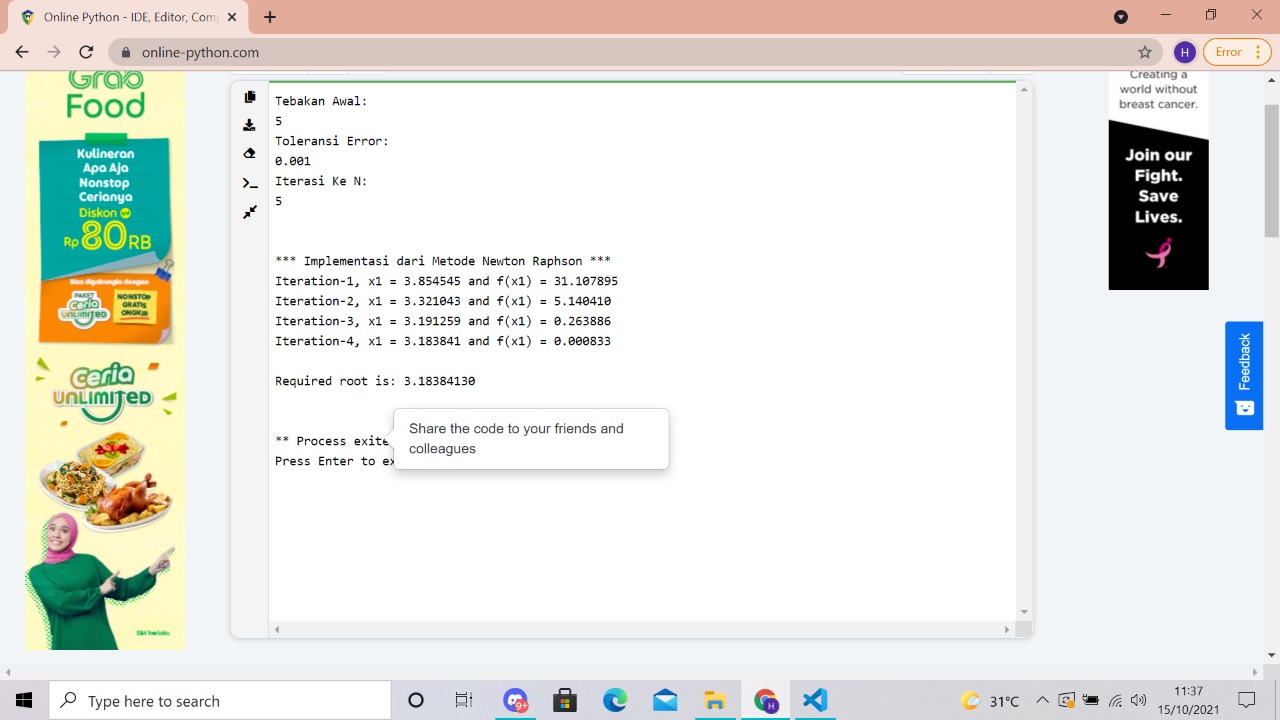 Online Python - IDE, Editor, Com
online-python.com
H
Error
Grab
Food
Kulineran
Apa Aja
Nonstop
Cerianya
Diskon
Rp 80RB
Bisa digabungin dengan
PAKET
Ceria
UNLIMITED
NONSTOP
GRATIS
ONGKIR
Ceria
UNLIMITED
S&K berlaku
Tebakan Awal:
5
Toleransi Error:
0.001
Iterasi Ke N:
5
*** Implementasi dari Metode Newton Raphson ***
Iteration-1, x1 = 3.854545 and f(x1) = 31.107895
Iteration-2, x1 = 3.321043 and f(x1) = 5.140410
Iteration-3, x1 = 3.191259 and f(x1) = 0.263886
Iteration-4, x1 = 3.183841 and f(x1) = 0.000833
Required root is: 3.18384130
** Process exite
Press Enter to ex
Share the code to your friends and
colleagues
Creating a
world without
breast cancer.
Join our
Fight.
Save
Lives.
Feedback
Type here to search
9+
H
31°C
11:37
15/10/2021